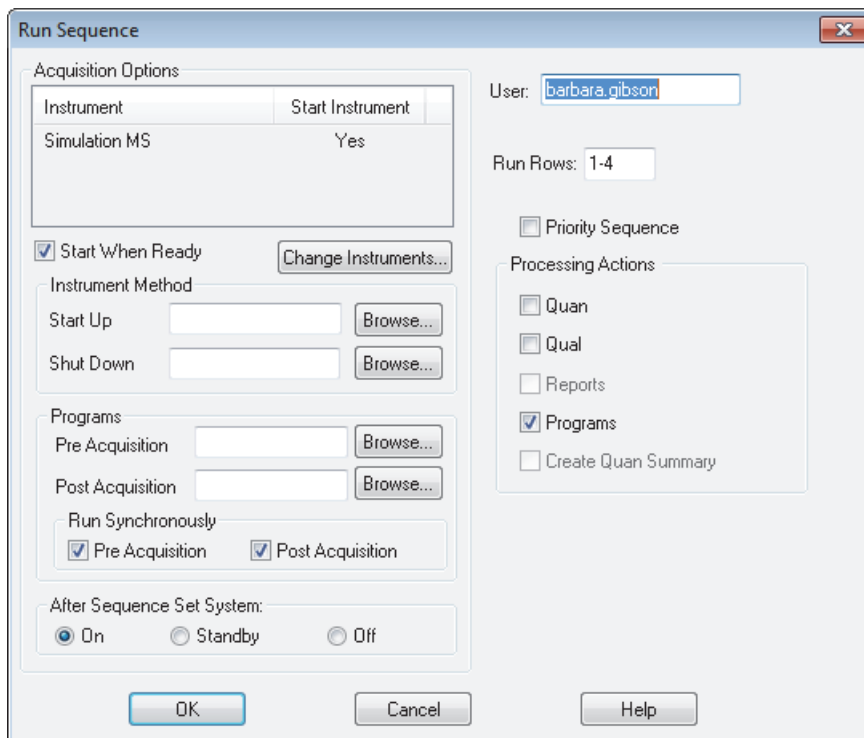 Run Sequence
Acquisition Options
Instrument Start Instrument
Simulation MS Yes
Start When Ready
Change Instruments...
Instrument Method
Start Up Browse...
Shut Down Browse...
Programs
Pre Acquisition Browse...
Post Acquisition Browse...
Run Synchronously
Pre Acquisition Post Acquisition
After Sequence Set System:
On Standby Off
User: barbara.gibson
Run Rows: 1-4
Priority Sequence
Processing Actions
Quan
Qual
Reports
Programs
Create Quan Summary
OK Cancel Help